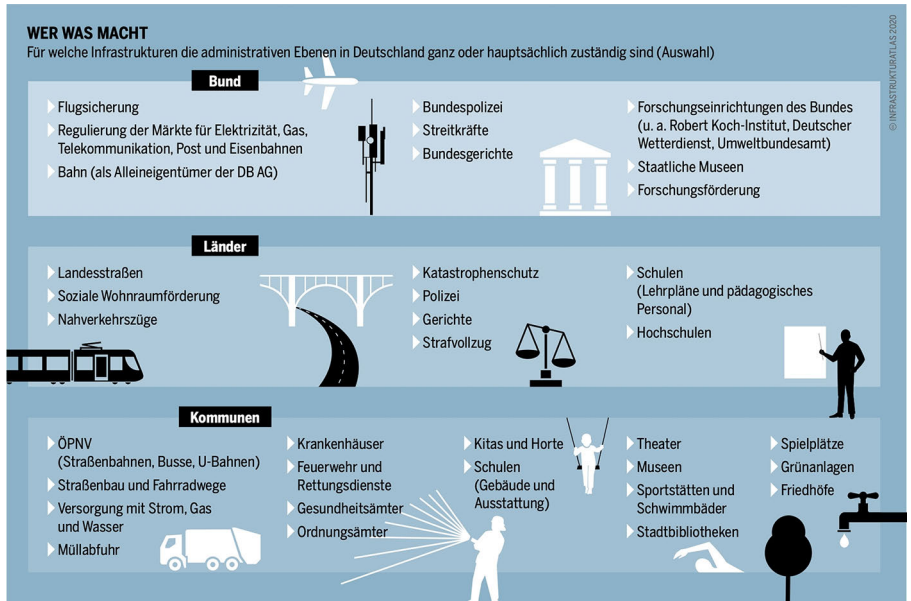 WER WAS MACHT
Für welche Infrastrukturen die administrativen Ebenen in Deutschland ganz oder hauptsächlich zuständig sind (Auswahl)
© INFRASTRUKTURATLAS 2020
Bund
Flugsicherung
Regulierung der Märkte für Elektrizität, Gas,
Telekommunikation, Post und Eisenbahnen
Bahn (als Alleineigentümer der DB AG)
Bundespolizei
Streitkräfte
Bundesgerichte
Forschungseinrichtungen des Bundes
(u. a. Robert Koch-Institut, Deutscher
Wetterdienst, Umweltbundesamt)
Staatliche Museen
Forschungsförderung
Länder
Landesstraßen
Soziale Wohnraumförderung
Nahverkehrszüge
Katastrophenschutz
Polizei
Gerichte
Strafvollzug
Schulen
(Lehrpläne und pädagogisches
Personal)
Hochschulen
Kommunen
ÖPNV
(Straßenbahnen, Busse, U-Bahnen)
Straßenbau und Fahrradwege
Versorgung mit Strom, Gas
und Wasser
Müllabfuhr
Krankenhäuser
Feuerwehr und
Rettungsdienste
Gesundheitsämter
Ordnungsämter
Kitas und Horte
Schulen
(Gebäude und
Ausstattung)
Theater
Museen
Sportstätten und
Schwimmbäder
Stadtbibliotheken
Spielplätze
Grünanlagen
Friedhöfe